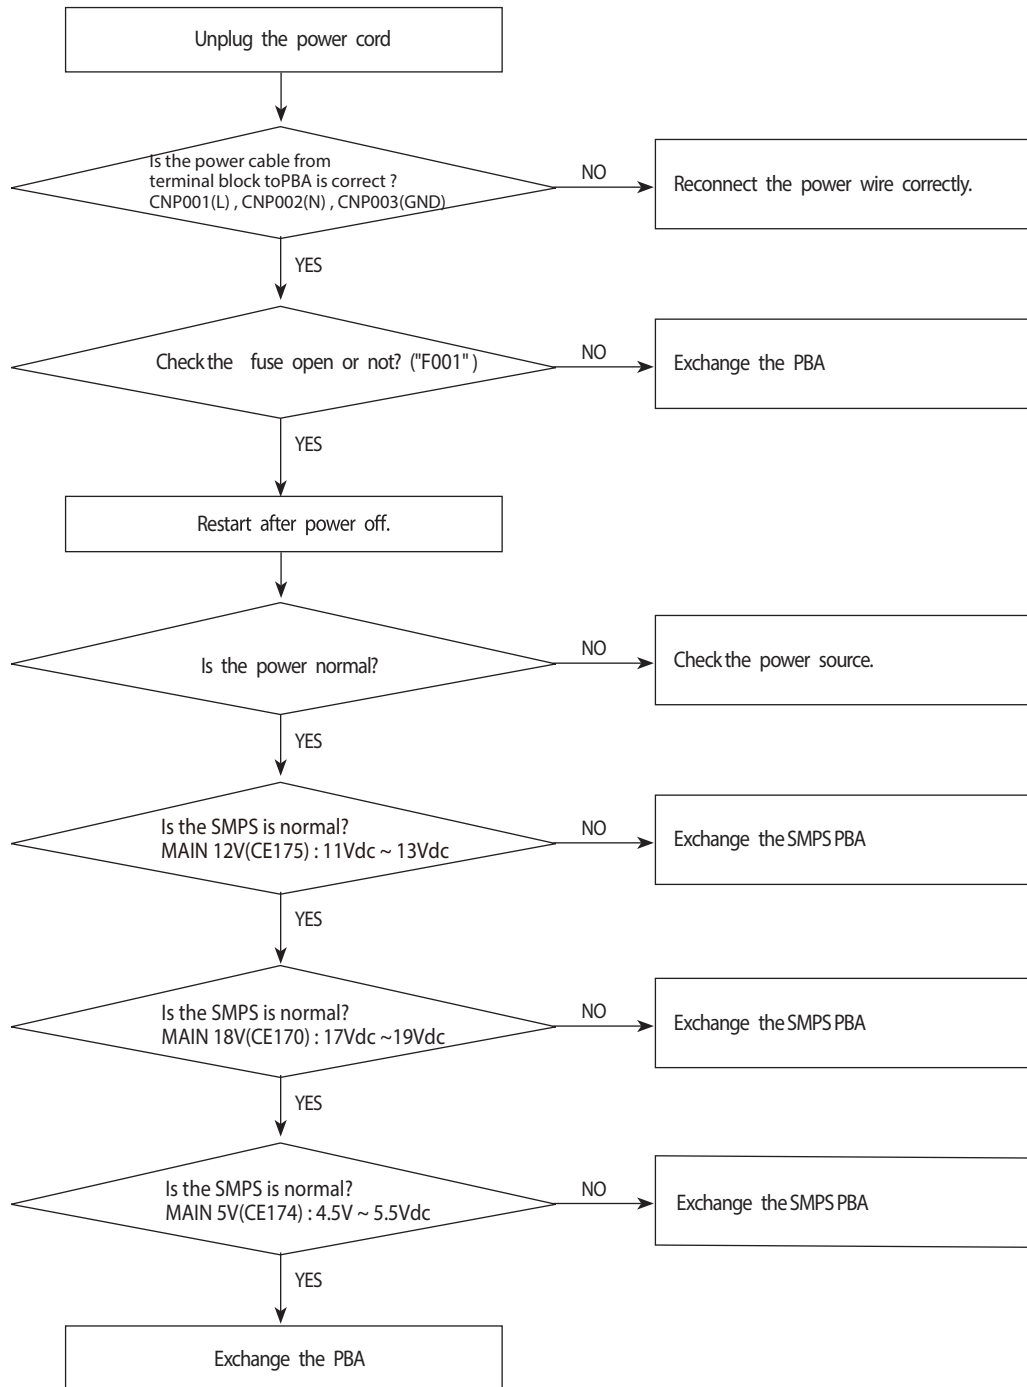 Unplug the power cord
Is the power cable from
terminal block toPBA is correct ?
CNP001(L) , CNP002(N) , CNP003(GND)
NO
Reconnect the power wire correctly.
YES
Check the fuse open or not? ("F001")
NO
Exchange the PBA
YES
Restart after power off.
Is the power normal?
NO
Check the power source.
YES
Is the SMPS is normal?
MAIN 12V(CE175) : 11Vdc ~ 13Vdc
NO
Exchange the SMPS PBA
YES
Is the SMPS is normal?
MAIN 18V(CE170) : 17Vdc ~19Vdc
NO
Exchange the SMPS PBA
YES
Is the SMPS is normal?
MAIN 5V(CE174) : 4.5V ~ 5.5Vdc
NO
Exchange the SMPS PBA
YES
Exchange the PBA